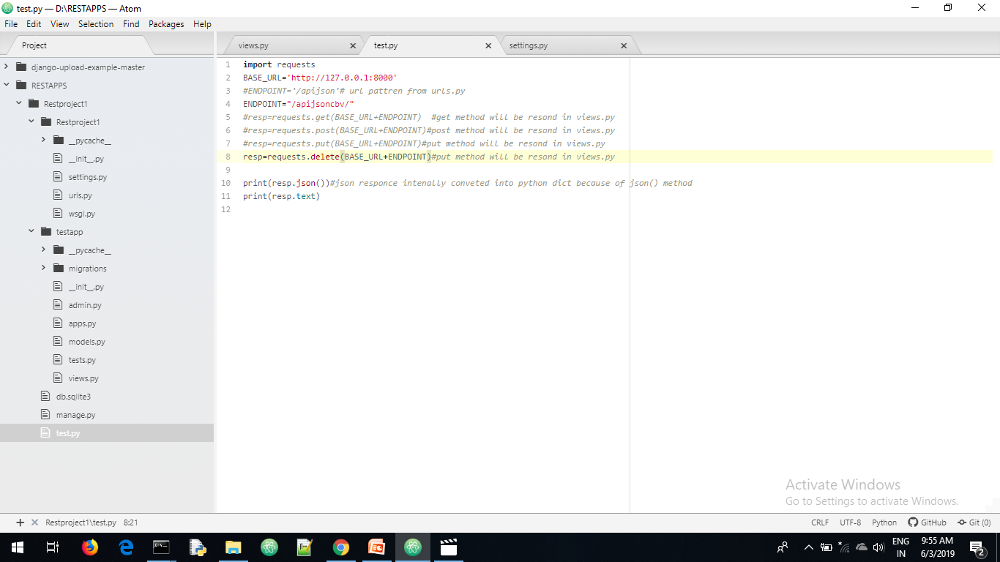 test.py — D:\RESTAPPS — Atom
File Edit View Selection Find Packages Help
Project
django-upload-example-master
RESTAPPS
Restproject1
Restproject1
__pycache__
__init__.py
settings.py
urls.py
wsgi.py
testapp
__pycache__
migrations
__init__.py
admin.py
apps.py
models.py
tests.py
views.py
db.sqlite3
manage.py
test.py
views.py test.py settings.py
1 import requests
2 BASE_URL='http://127.0.0.1:8000'
3 #ENDPOINT='/apijson'# url pattren from urls.py
4 ENDPOINT="/apijsoncbv/"
5 #resp=requests.get(BASE_URL+ENDPOINT)  #get method will be resond in views.py
6 #resp=requests.post(BASE_URL+ENDPOINT)#post method will be resond in views.py
7 #resp=requests.put(BASE_URL+ENDPOINT)#put method will be resond in views.py
8 resp=requests.delete(BASE_URL+ENDPOINT)#put method will be resond in views.py
9
10 print(resp.json())#json responce intenally conveted into python dict because of json() method
11 print(resp.text)
12
Activate Windows
Go to Settings to activate Windows.
Restproject1\test.py 8:21 CRLF UTF-8 Python GitHub Git (0)
ENG 9:55 AM
IN 6/3/2019 2